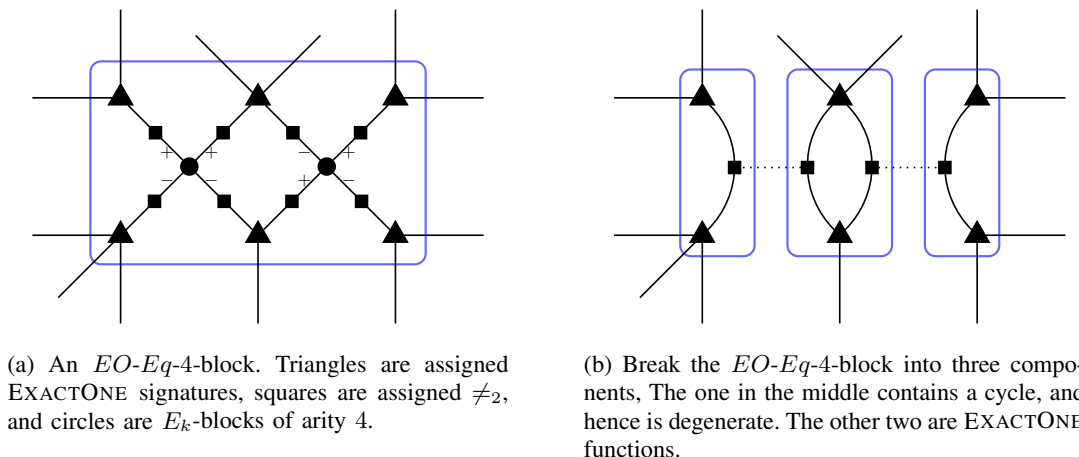 + + − +
− − + −
(a) An EO-Eq-4-block. Triangles are assigned
EXACTONE signatures, squares are assigned ≠₂,
and circles are Eₖ-blocks of arity 4.
(b) Break the EO-Eq-4-block into three compo-
nents, The one in the middle contains a cycle, and
hence is degenerate. The other two are EXACTONE
functions.